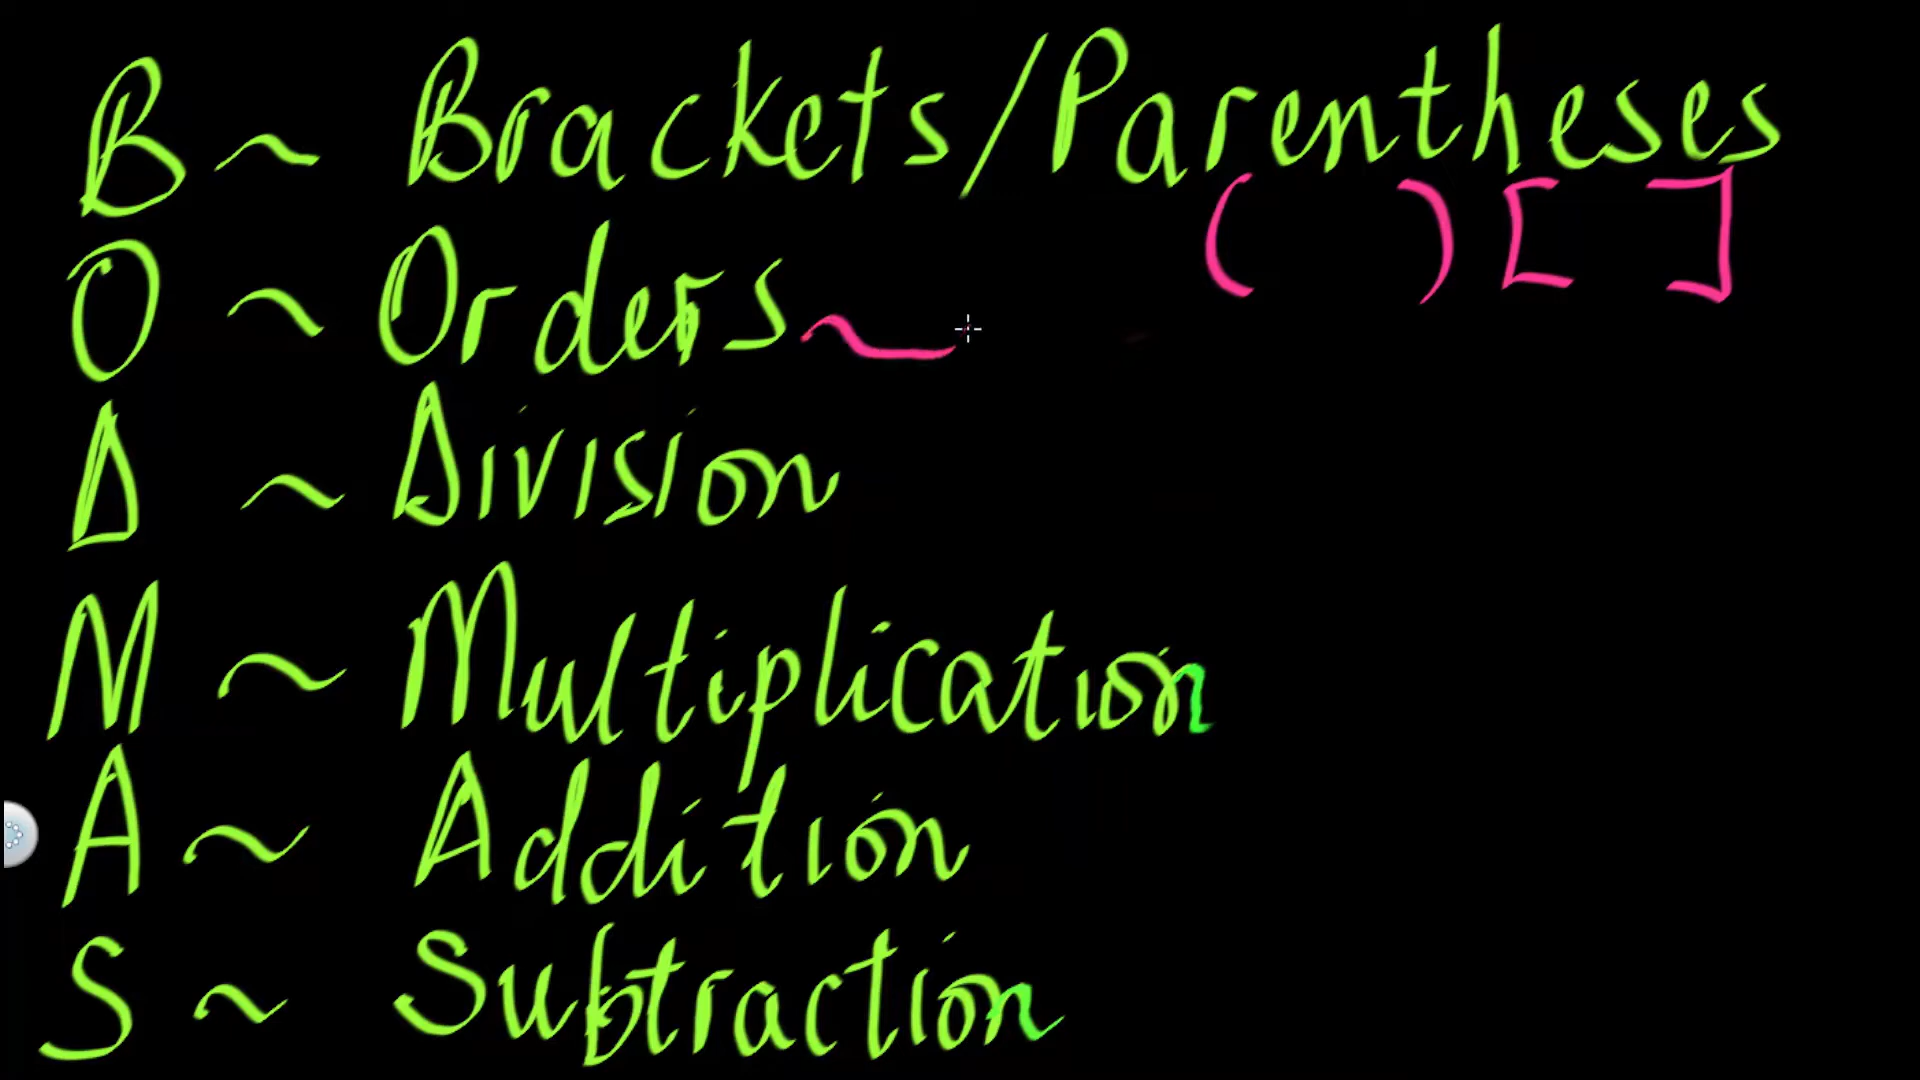 B ~ Brackets/Parentheses
( ) [ ]
O ~ Orders ~
D ~ Division
M ~ Multiplication
A ~ Addition
S ~ Subtraction